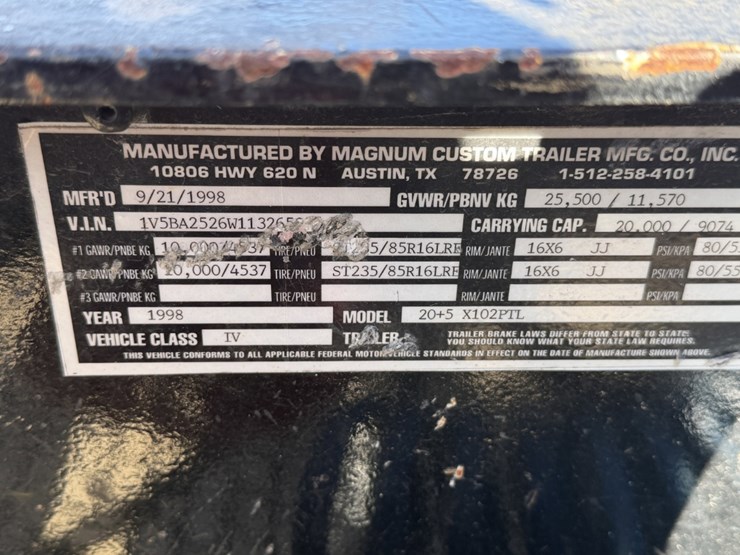 MANUFACTURED BY MAGNUM CUSTOM TRAILER MFG. CO., INC.
10806 HWY 620 N AUSTIN, TX 78726 1-512-258-4101
MFR'D 9/21/1998 GVWR/PBNV KG 25,500 / 11,570
V.I.N. CARRYING CAP. 20,000 / 9074
#1 GAWR/PNBE KG 10,000/4537 TIRE/PNEU RIM/JANTE 16X6 JJ PSI/KPA
#2 GAWR/PNBE KG 10,000/4537 TIRE/PNEU ST235/85R16LRE RIM/JANTE 16X6 JJ PSI/KPA
#3 GAWR/PNBE KG TIRE/PNEU RIM/JANTE PSI/KPA
YEAR 1998 MODEL 20+5 X102PTL
VEHICLE CLASS IV TRAILER TRAILER BRAKE LAWS DIFFER FROM STATE TO STATE.
YOU SHOULD KNOW WHAT YOUR STATE LAW REQUIRES.
THIS VEHICLE CONFORMS TO ALL APPLICABLE FEDERAL MOTOR VEHICLE STANDARDS IN EFFECT ON THE DATE OF MANUFACTURE SHOWN ABOVE.